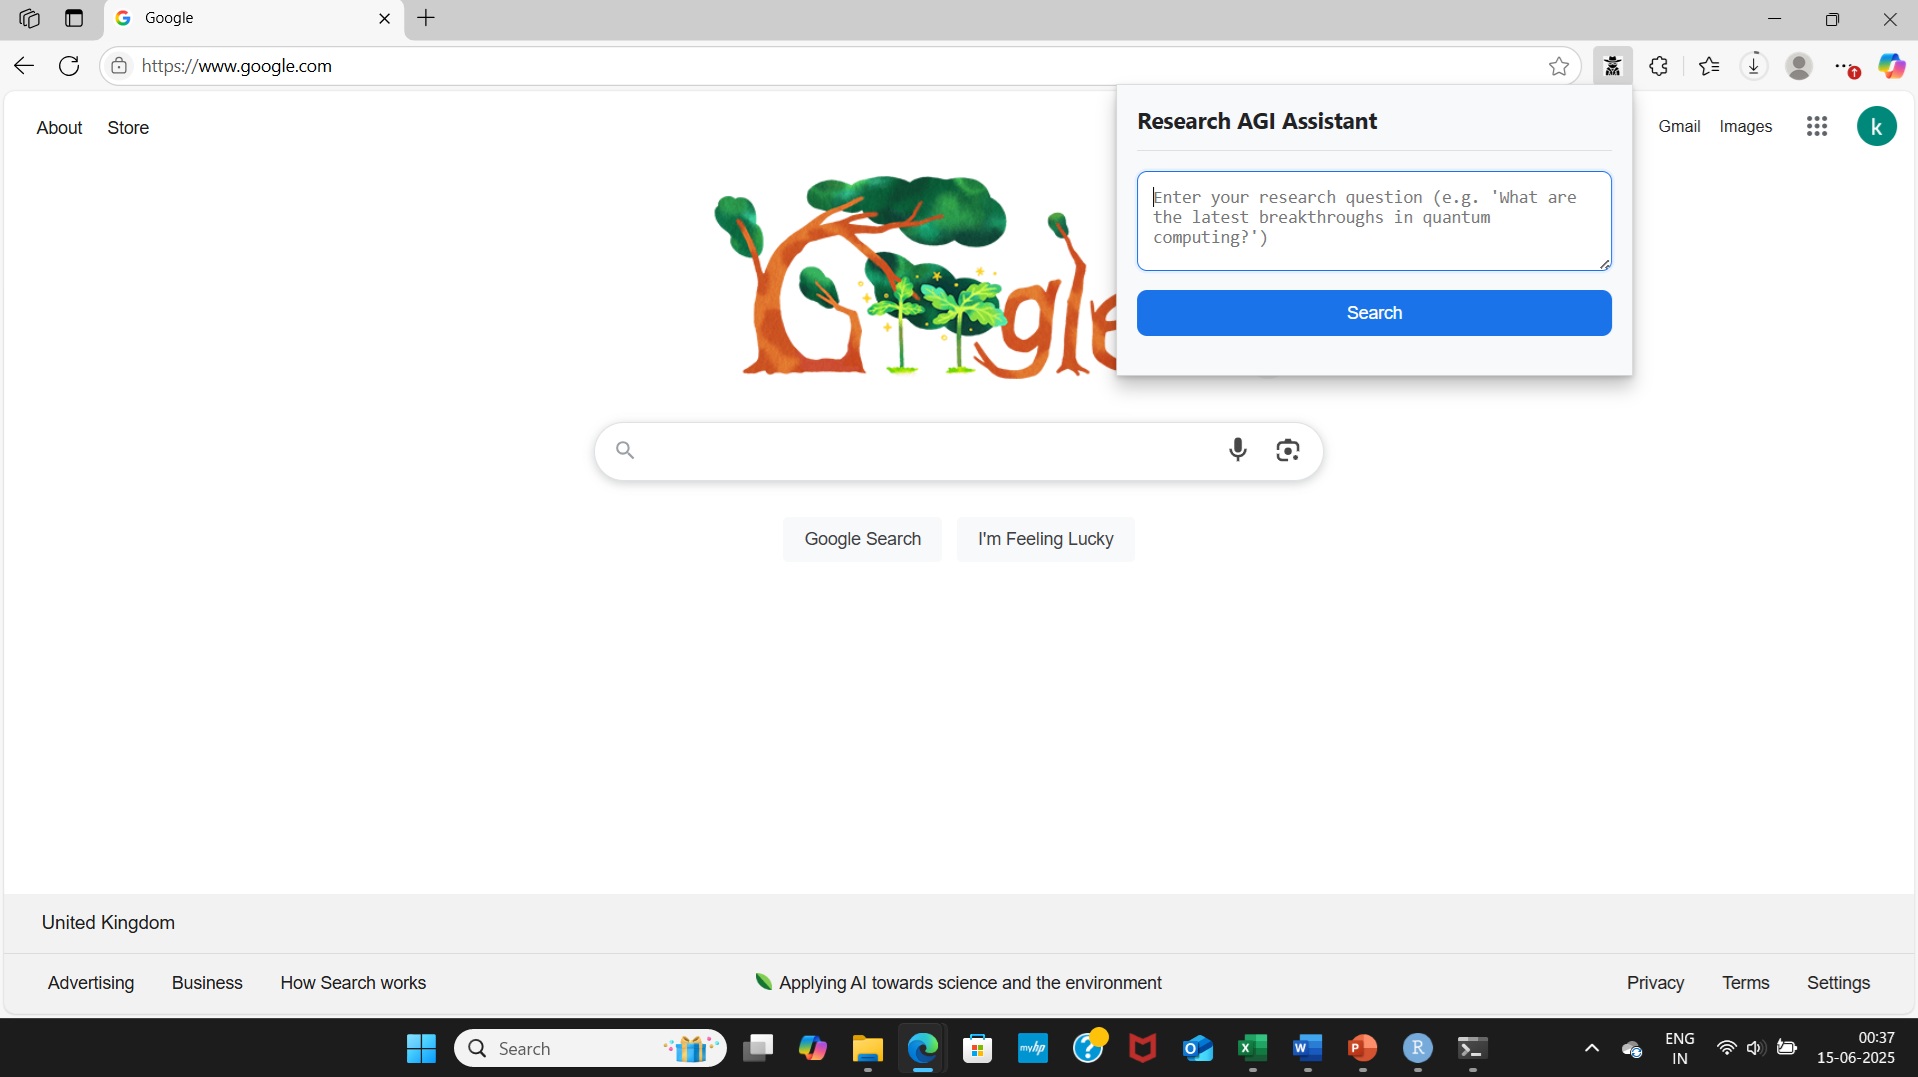 Google
https://www.google.com
About Store
Gmail Images
k
Research AGI Assistant
Enter your research question (e.g. 'What are
the latest breakthroughs in quantum
computing?')
Search
Google
Google Search
I'm Feeling Lucky
United Kingdom
Advertising Business How Search works
Applying AI towards science and the environment
Privacy Terms Settings
Search
myhp
ENG
IN
00:37
15-06-2025